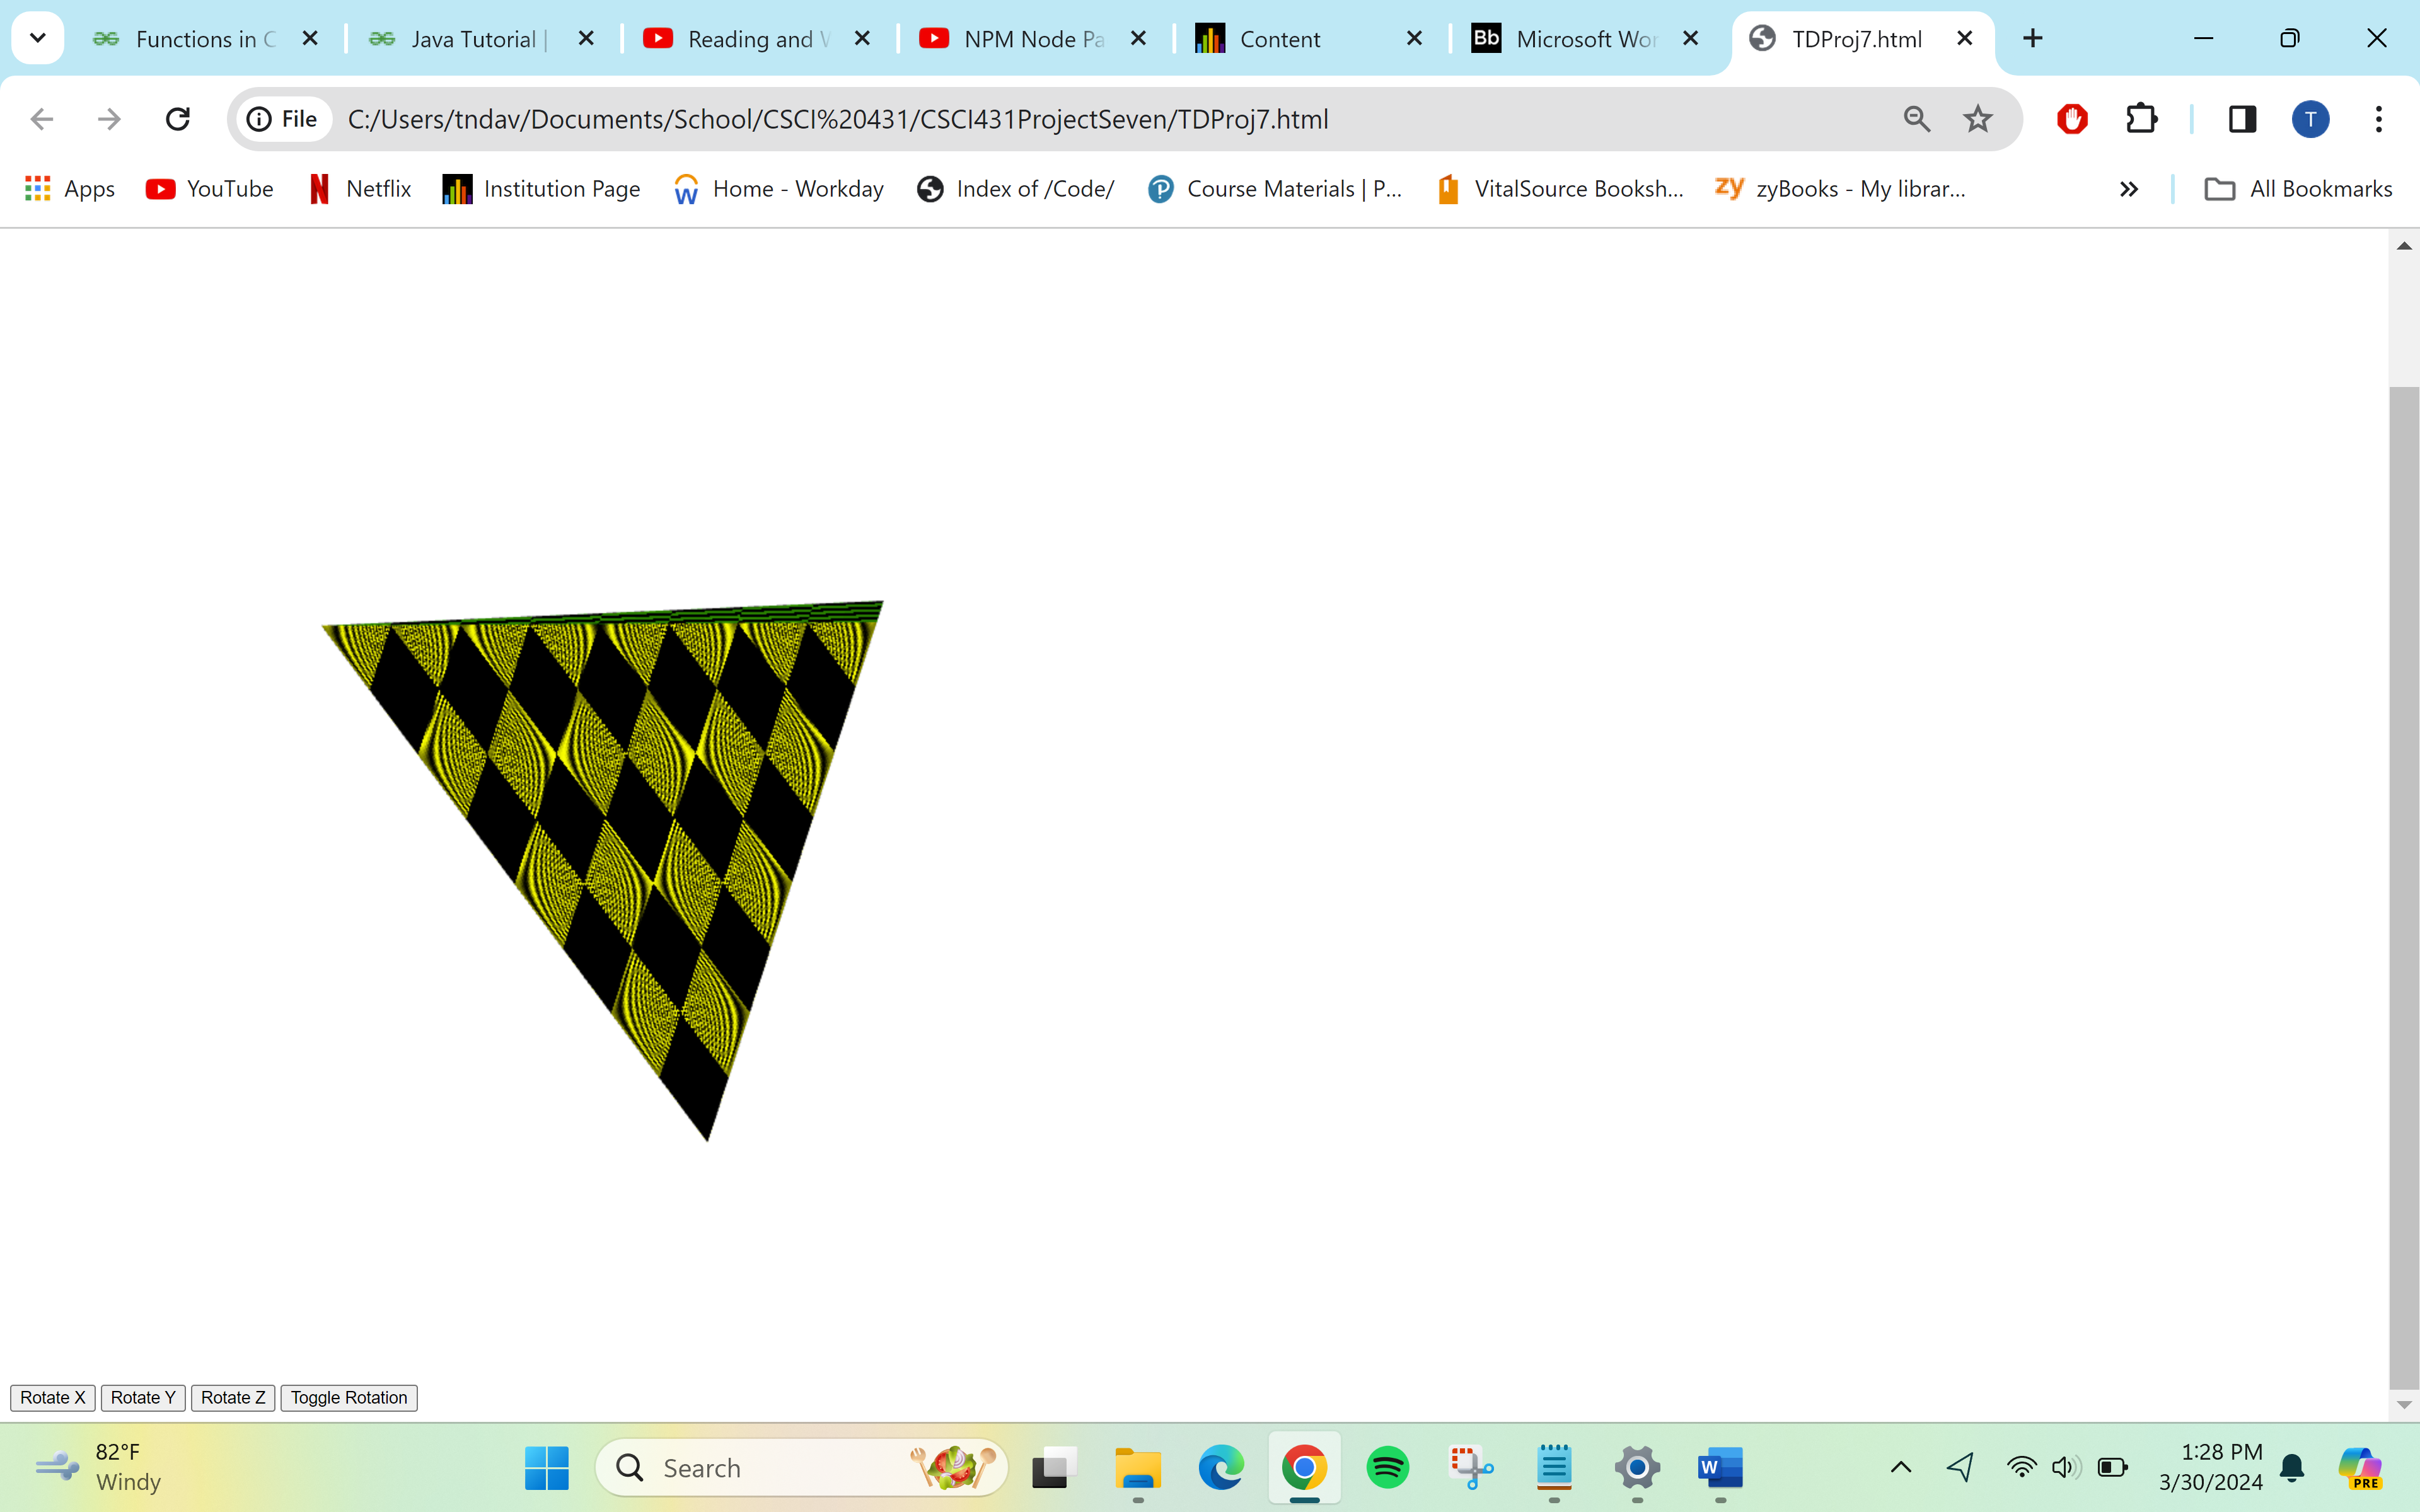 Functions in C
Java Tutorial |
Reading and W
NPM Node Pa
Content
Bb Microsoft Wor
TDProj7.html
File C:/Users/tndav/Documents/School/CSCI%20431/CSCI431ProjectSeven/TDProj7.html
T
Apps
YouTube
Netflix
Institution Page
Home - Workday
Index of /Code/
Course Materials | P...
VitalSource Booksh...
zy zyBooks - My librar...
» All Bookmarks
Rotate X Rotate Y Rotate Z Toggle Rotation
82°F
Windy
Search
1:28 PM
3/30/2024
PRE